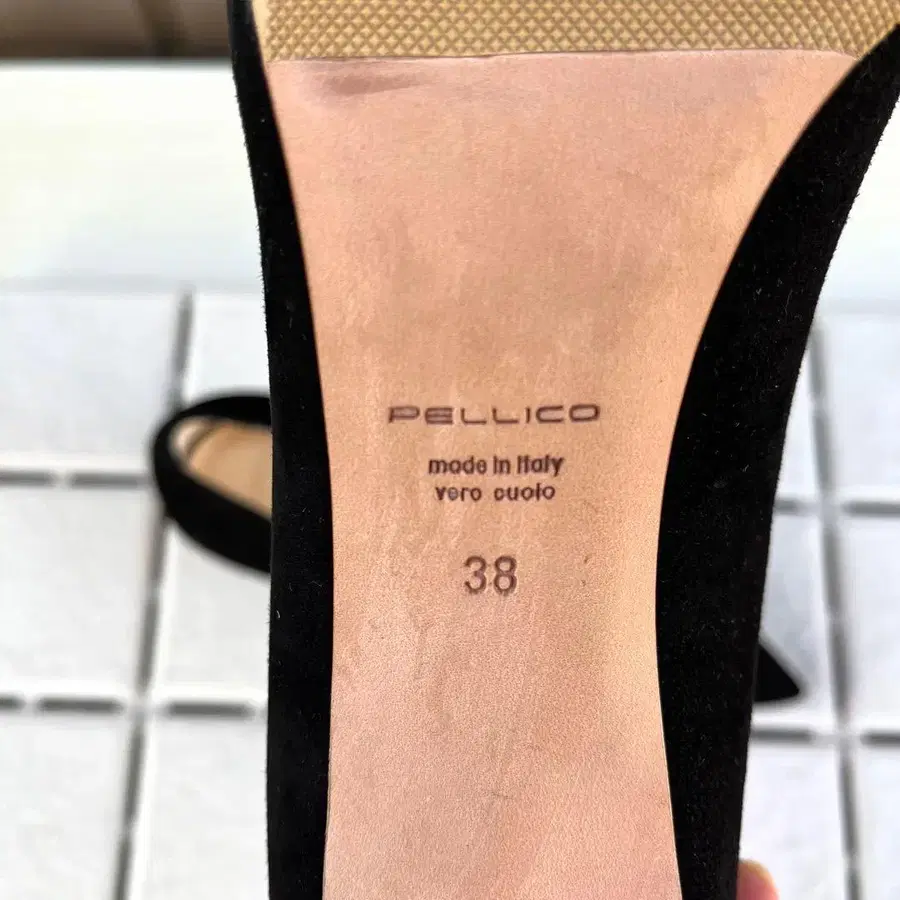 PELLICO
made in Italy
vero cuoio
38